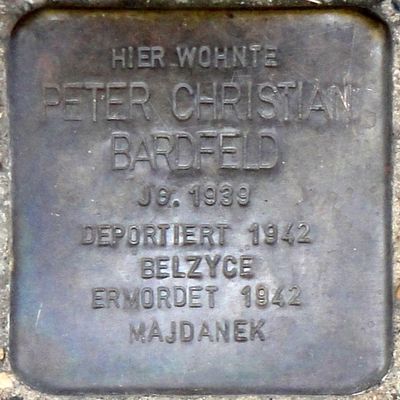 HIER WOHNTE
PETER CHRISTIAN
BARDFELD
JG. 1939
DEPORTIERT 1942
BELZYCE
ERMORDET 1942
MAJDANEK